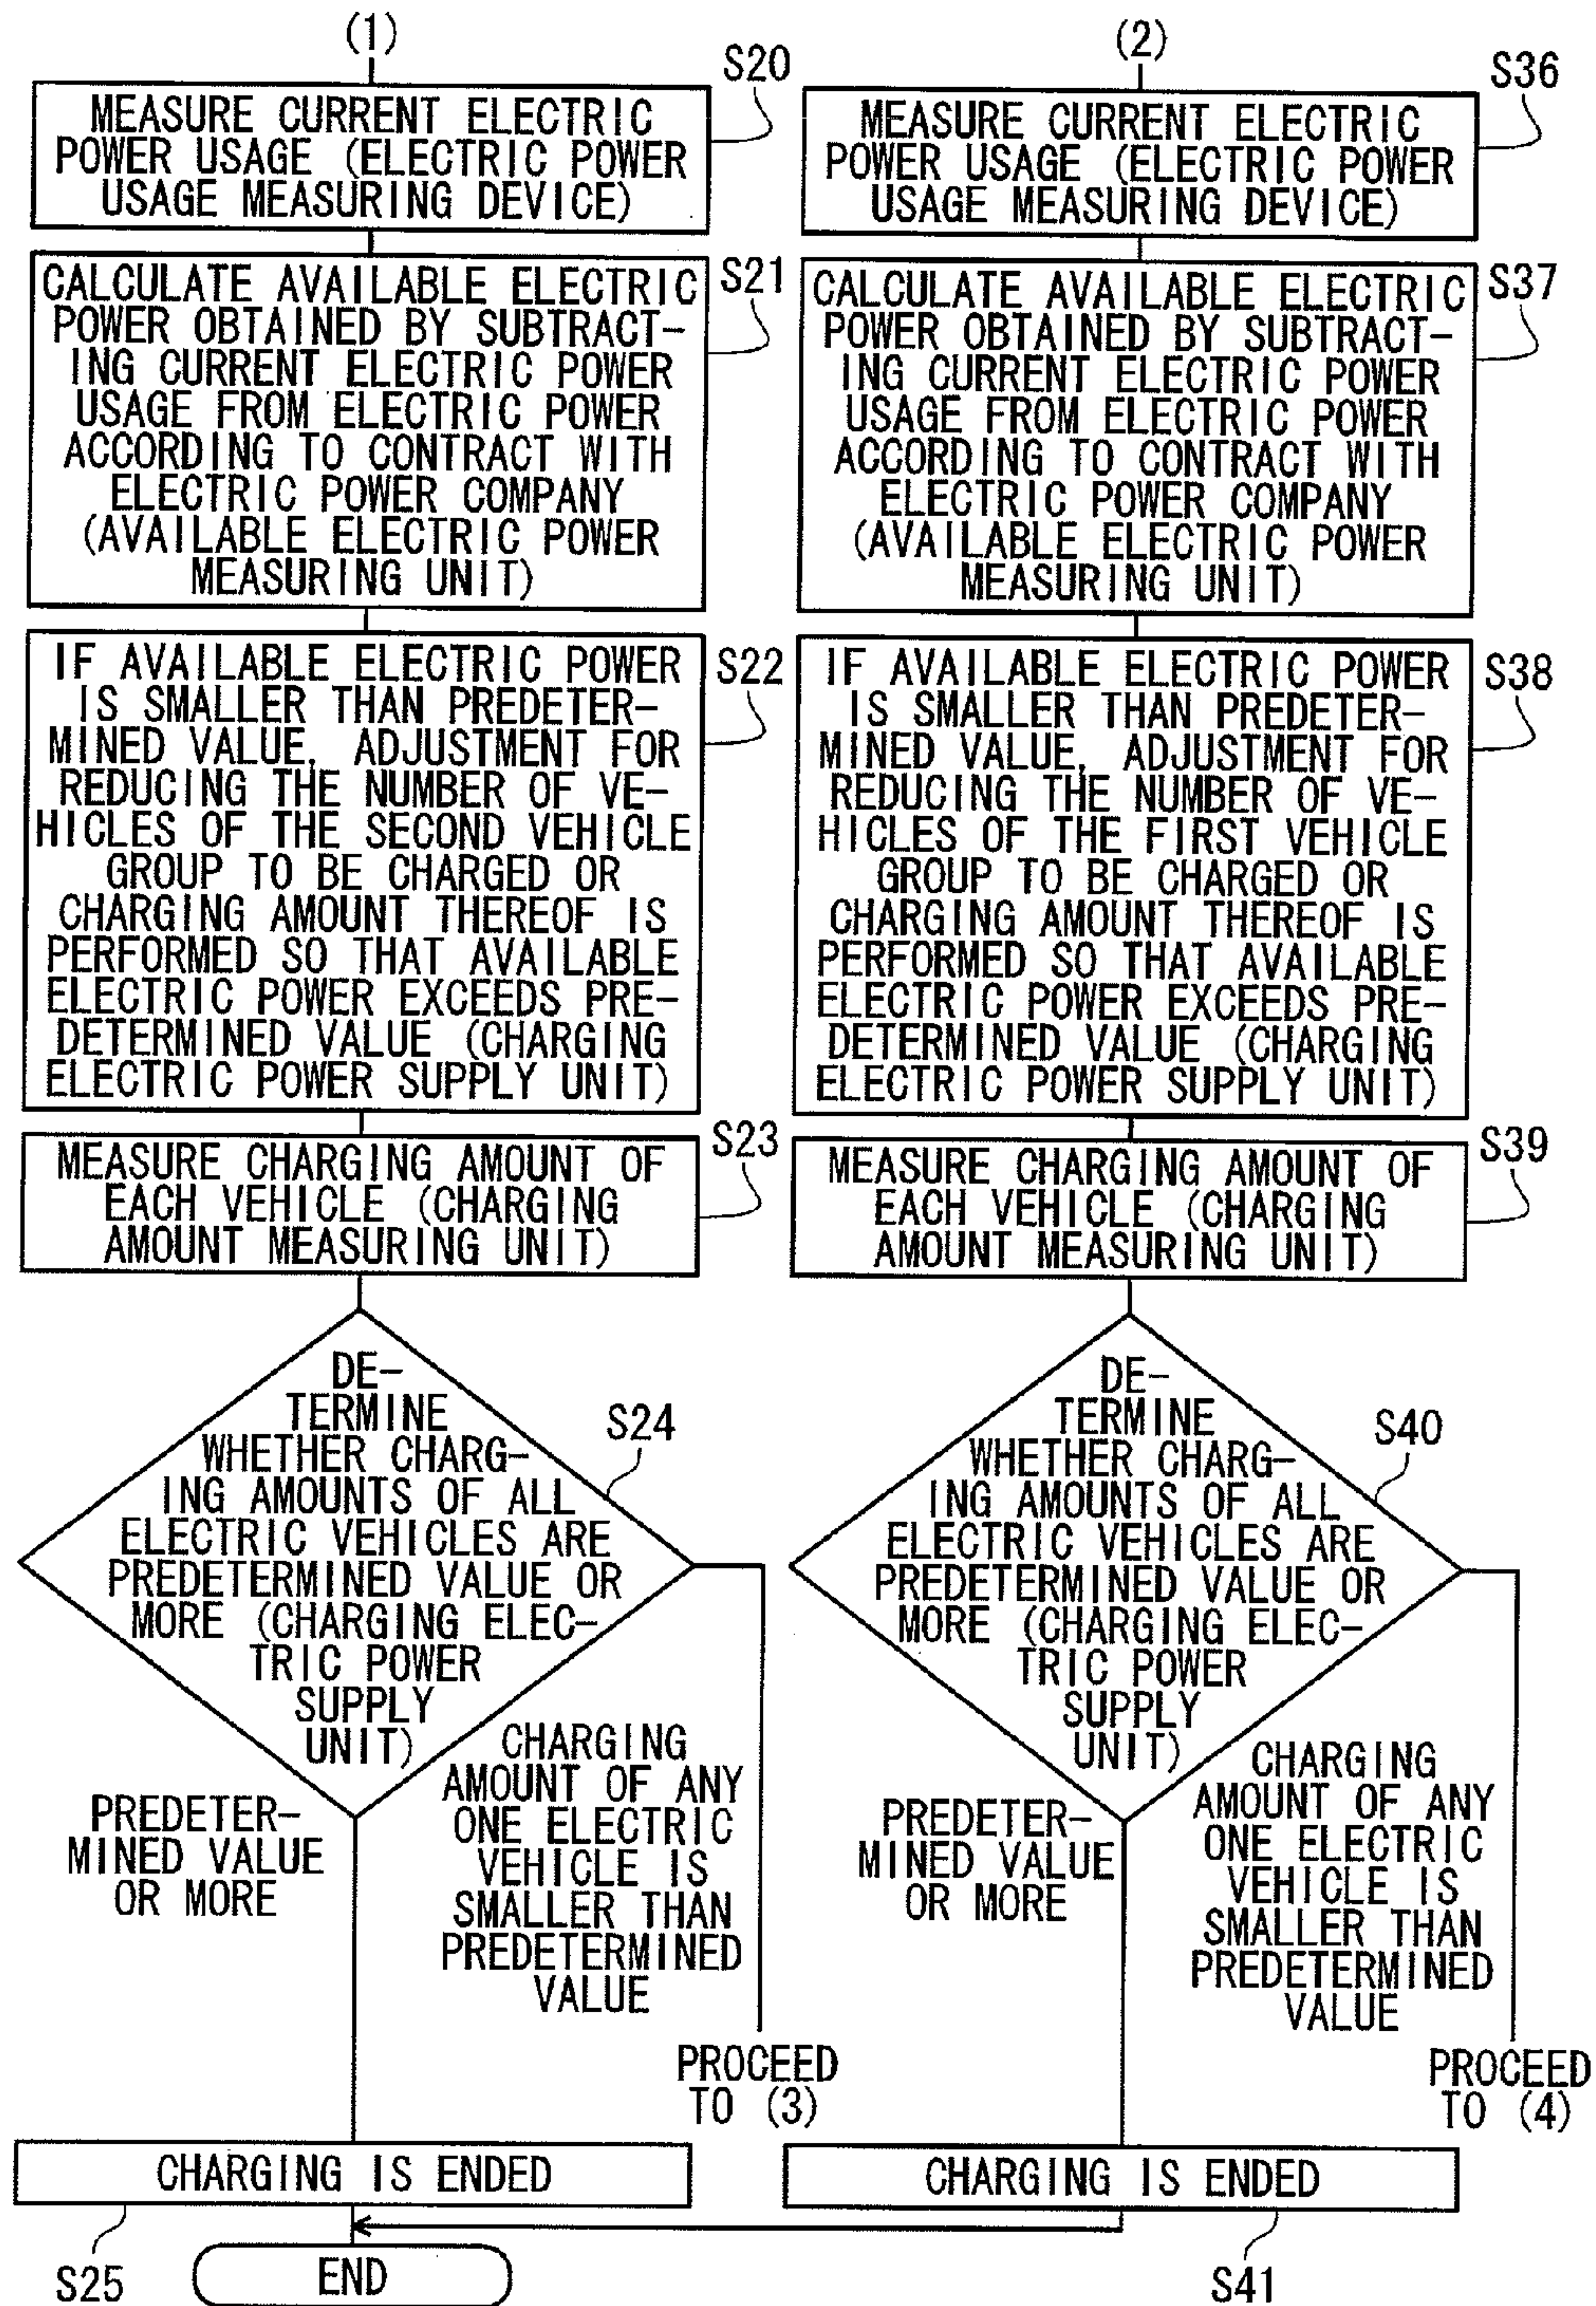 (1)
S20
MEASURE CURRENT ELECTRIC
POWER USAGE (ELECTRIC POWER
USAGE MEASURING DEVICE)
S21
CALCULATE AVAILABLE ELECTRIC
POWER OBTAINED BY SUBTRACT-
ING CURRENT ELECTRIC POWER
USAGE FROM ELECTRIC POWER
ACCORDING TO CONTRACT WITH
ELECTRIC POWER COMPANY
(AVAILABLE ELECTRIC POWER
MEASURING UNIT)
S22
IF AVAILABLE ELECTRIC POWER
IS SMALLER THAN PREDETER-
MINED VALUE, ADJUSTMENT FOR
REDUCING THE NUMBER OF VE-
HICLES OF THE SECOND VEHICLE
GROUP TO BE CHARGED OR
CHARGING AMOUNT THEREOF IS
PERFORMED SO THAT AVAILABLE
ELECTRIC POWER EXCEEDS PRE-
DETERMINED VALUE (CHARGING
ELECTRIC POWER SUPPLY UNIT)
S23
MEASURE CHARGING AMOUNT OF
EACH VEHICLE (CHARGING
AMOUNT MEASURING UNIT)
S24
DE-
TERMINE
WHETHER CHARG-
ING AMOUNTS OF ALL
ELECTRIC VEHICLES ARE
PREDETERMINED VALUE OR
MORE (CHARGING ELEC-
TRIC POWER
SUPPLY
UNIT)
PREDETER-
MINED VALUE
OR MORE
CHARGING
AMOUNT OF ANY
ONE ELECTRIC
VEHICLE IS
SMALLER THAN
PREDETERMINED
VALUE
PROCEED
TO (3)
CHARGING IS ENDED
S25
END
(2)
S36
MEASURE CURRENT ELECTRIC
POWER USAGE (ELECTRIC POWER
USAGE MEASURING DEVICE)
S37
CALCULATE AVAILABLE ELECTRIC
POWER OBTAINED BY SUBTRACT-
ING CURRENT ELECTRIC POWER
USAGE FROM ELECTRIC POWER
ACCORDING TO CONTRACT WITH
ELECTRIC POWER COMPANY
(AVAILABLE ELECTRIC POWER
MEASURING UNIT)
S38
IF AVAILABLE ELECTRIC POWER
IS SMALLER THAN PREDETER-
MINED VALUE, ADJUSTMENT FOR
REDUCING THE NUMBER OF VE-
HICLES OF THE FIRST VEHICLE
GROUP TO BE CHARGED OR
CHARGING AMOUNT THEREOF IS
PERFORMED SO THAT AVAILABLE
ELECTRIC POWER EXCEEDS PRE-
DETERMINED VALUE (CHARGING
ELECTRIC POWER SUPPLY UNIT)
S39
MEASURE CHARGING AMOUNT OF
EACH VEHICLE (CHARGING
AMOUNT MEASURING UNIT)
S40
DE-
TERMINE
WHETHER CHARG-
ING AMOUNTS OF ALL
ELECTRIC VEHICLES ARE
PREDETERMINED VALUE OR
MORE (CHARGING ELEC-
TRIC POWER
SUPPLY
UNIT)
PREDETER-
MINED VALUE
OR MORE
CHARGING
AMOUNT OF ANY
ONE ELECTRIC
VEHICLE IS
SMALLER THAN
PREDETERMINED
VALUE
PROCEED
TO (4)
CHARGING IS ENDED
S41